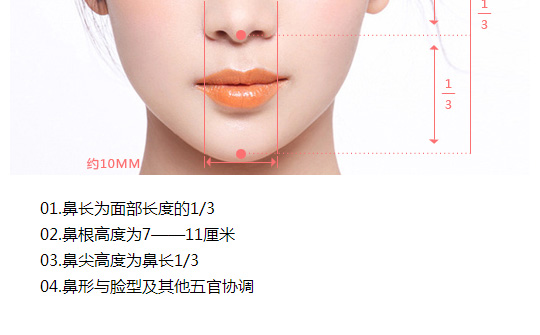 1
3
1
3
约10MM
01.鼻长为面部长度的1/3
02.鼻根高度为7——11厘米
03.鼻尖高度为鼻长1/3
04.鼻形与脸型及其他五官协调